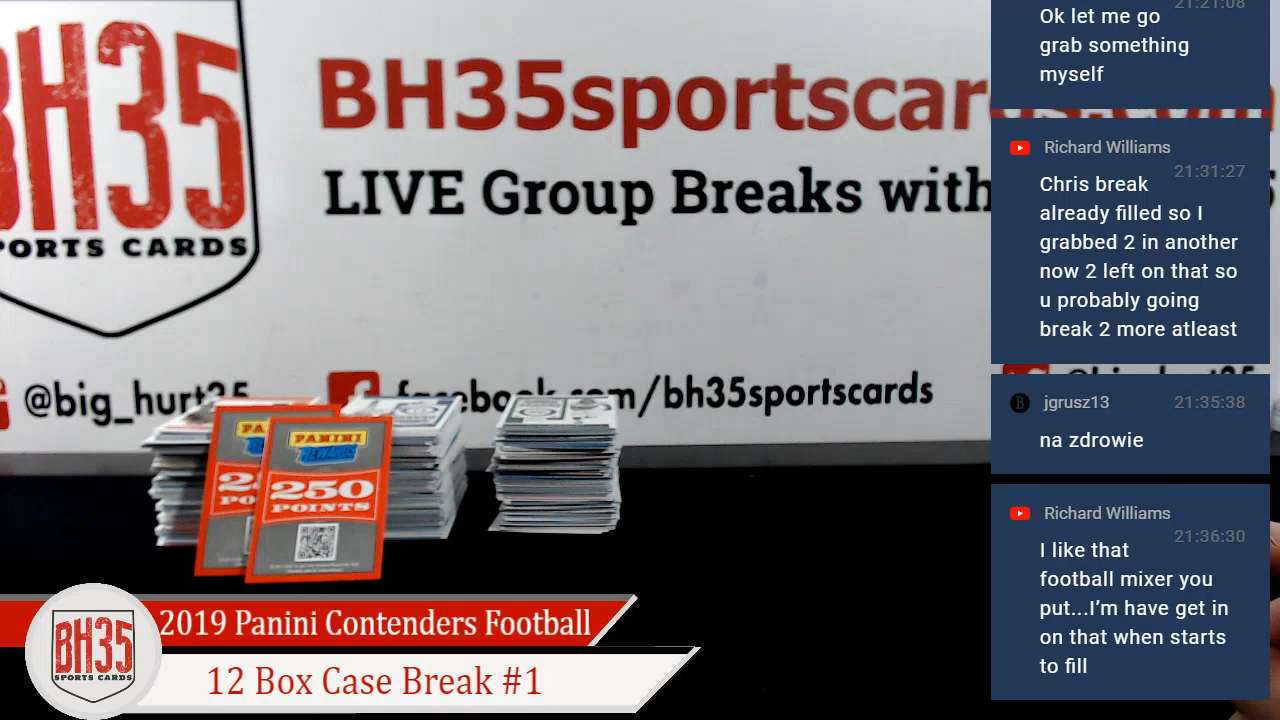 BH35
SPORTS CARDS
BH35sportscar
LIVE Group Breaks with
@big_hurt35
facebook.com/bh35sportscards
PANINI
REWARDS
250
POINTS
2019 Panini Contenders Football
12 Box Case Break #1
BH35
SPORTS CARDS
21:21:08
Ok let me go
grab something
myself
Richard Williams
21:31:27
Chris break
already filled so I
grabbed 2 in another
now 2 left on that so
u probably going
break 2 more atleast
jgrusz13
21:35:38
na zdrowie
Richard Williams
21:36:30
I like that
football mixer you
put...I'm have get in
on that when starts
to fill